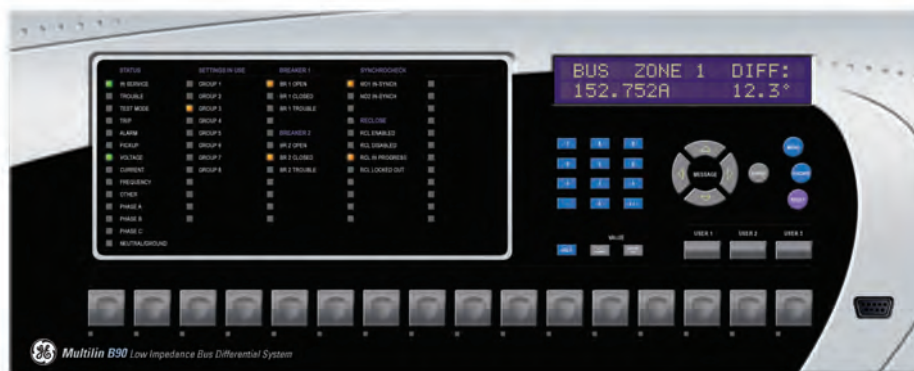 BUS ZONE 1 DIFF:
152.752A 12.3°
STATUS
IN SERVICE
TROUBLE
TEST MODE
TRIP
ALARM
PICKUP
VOLTAGE
CURRENT
FREQUENCY
OTHER
PHASE A
PHASE B
PHASE C
NEUTRAL/GROUND
SETTINGS IN USE
GROUP 1
GROUP 2
GROUP 3
GROUP 4
GROUP 5
GROUP 6
GROUP 7
GROUP 8
BREAKER 1
BR 1 OPEN
BR 1 CLOSED
BR 1 TROUBLE
BREAKER 2
BR 2 OPEN
BR 2 CLOSED
BR 2 TROUBLE
SYNCHROCHECK
NO1 IN-SYNCH
NO2 IN-SYNCH
RECLOSE
RCL ENABLED
RCL DISABLED
RCL IN PROGRESS
RCL LOCKED OUT
MESSAGE
MENU
VALUE
USER 1 USER 2 USER 3
GE Multilin B90 Low Impedance Bus Differential System